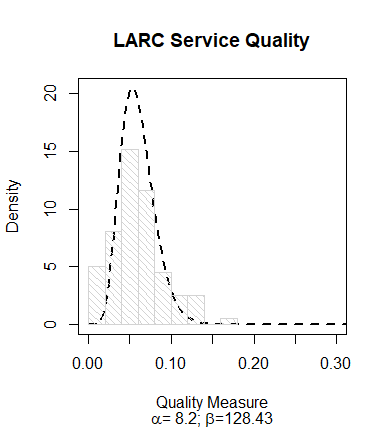 LARC Service Quality
Density
20
15
10
5
0
0.00 0.10 0.20 0.30
Quality Measure
α= 8.2; β=128.43